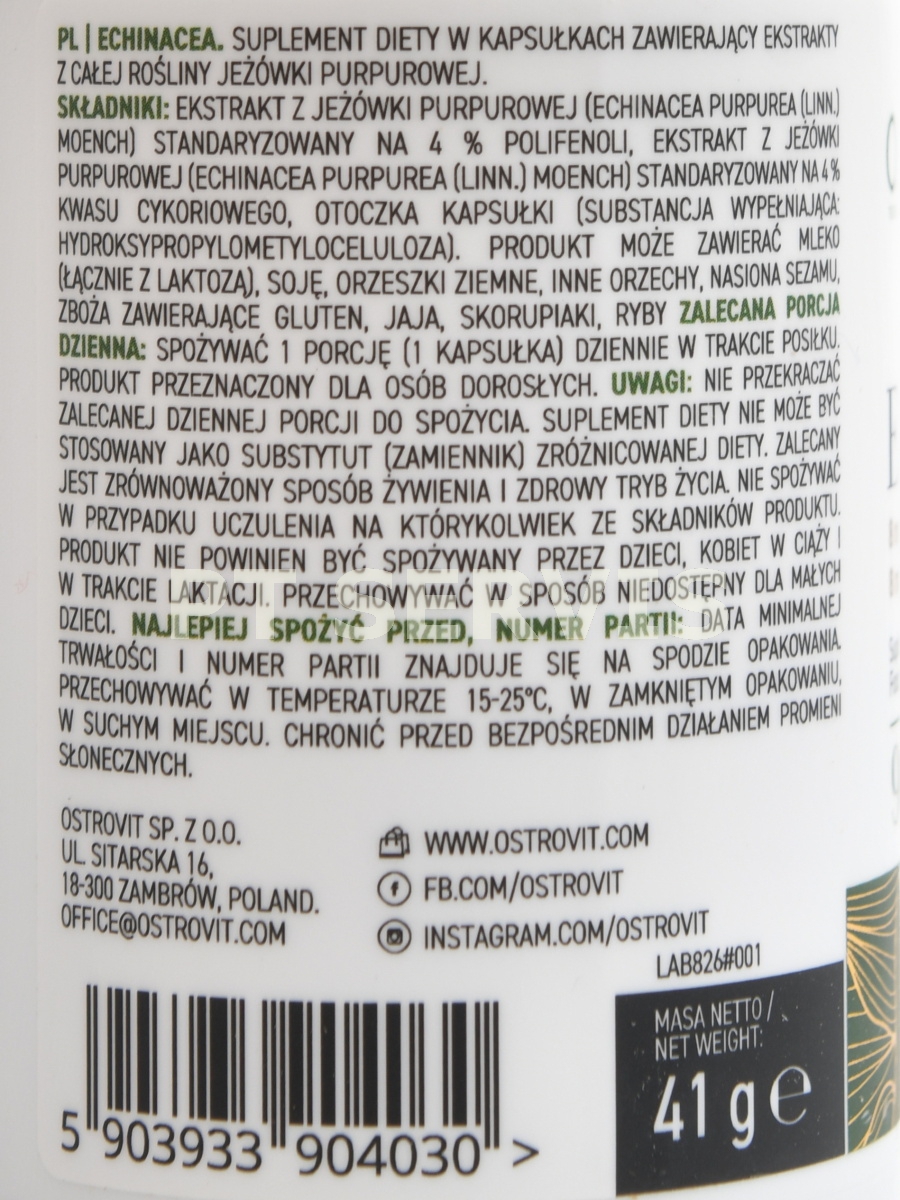 PL | ECHINACEA. SUPLEMENT DIETY W KAPSUŁKACH ZAWIERAJĄCY EKSTRAKTY
Z CAŁEJ ROŚLINY JEŻÓWKI PURPUROWEJ.
SKŁADNIKI: EKSTRAKT Z JEŻÓWKI PURPUROWEJ (ECHINACEA PURPUREA (LINN.)
MOENCH) STANDARYZOWANY NA 4 % POLIFENOLI, EKSTRAKT Z JEŻÓWKI
PURPUROWEJ (ECHINACEA PURPUREA (LINN.) MOENCH) STANDARYZOWANY NA 4 %
KWASU CYKORIOWEGO, OTOCZKA KAPSUŁKI (SUBSTANCJA WYPEŁNIAJĄCA:
HYDROKSYPROPYLOMETYLOCELULOZA). PRODUKT MOŻE ZAWIERAĆ MLEKO
(ŁĄCZNIE Z LAKTOZĄ), SOJĘ, ORZESZKI ZIEMNE, INNE ORZECHY, NASIONA SEZAMU,
ZBOŻA ZAWIERAJĄCE GLUTEN, JAJA, SKORUPIAKI, RYBY ZALECANA PORCJA
DZIENNA: SPOŻYWAĆ 1 PORCJĘ (1 KAPSUŁKA) DZIENNIE W TRAKCIE POSIŁKU.
PRODUKT PRZEZNACZONY DLA OSÓB DOROSŁYCH. UWAGI: NIE PRZEKRACZAĆ
ZALECANEJ DZIENNEJ PORCJI DO SPOŻYCIA. SUPLEMENT DIETY NIE MOŻE BYĆ
STOSOWANY JAKO SUBSTYTUT (ZAMIENNIK) ZRÓŻNICOWANEJ DIETY. ZALECANY
JEST ZRÓWNOWAŻONY SPOSÓB ŻYWIENIA I ZDROWY TRYB ŻYCIA. NIE SPOŻYWAĆ
W PRZYPADKU UCZULENIA NA KTÓRYKOLWIEK ZE SKŁADNIKÓW PRODUKTU.
PRODUKT NIE POWINIEN BYĆ SPOŻYWANY PRZEZ DZIECI, KOBIET W CIĄŻY I
W TRAKCIE LAKTACJI. PRZECHOWYWAĆ W SPOSÓB NIEDOSTĘPNY DLA MAŁYCH
DZIECI. NAJLEPIEJ SPOŻYĆ PRZED, NUMER PARTII: DATA MINIMALNEJ
TRWAŁOŚCI I NUMER PARTII ZNAJDUJE SIĘ NA SPODZIE OPAKOWANIA.
PRZECHOWYWAĆ W TEMPERATURZE 15-25°C, W ZAMKNIĘTYM OPAKOWANIU,
W SUCHYM MIEJSCU. CHRONIĆ PRZED BEZPOŚREDNIM DZIAŁANIEM PROMIENI
SŁONECZNYCH.
OSTROVIT SP. Z O.O.
UL. SITARSKA 16,
18-300 ZAMBRÓW, POLAND.
OFFICE@OSTROVIT.COM
WWW.OSTROVIT.COM
FB.COM/OSTROVIT
INSTAGRAM.COM/OSTROVIT
LAB826#001
MASA NETTO /
NET WEIGHT:
41 g e
5 903933 904030 >